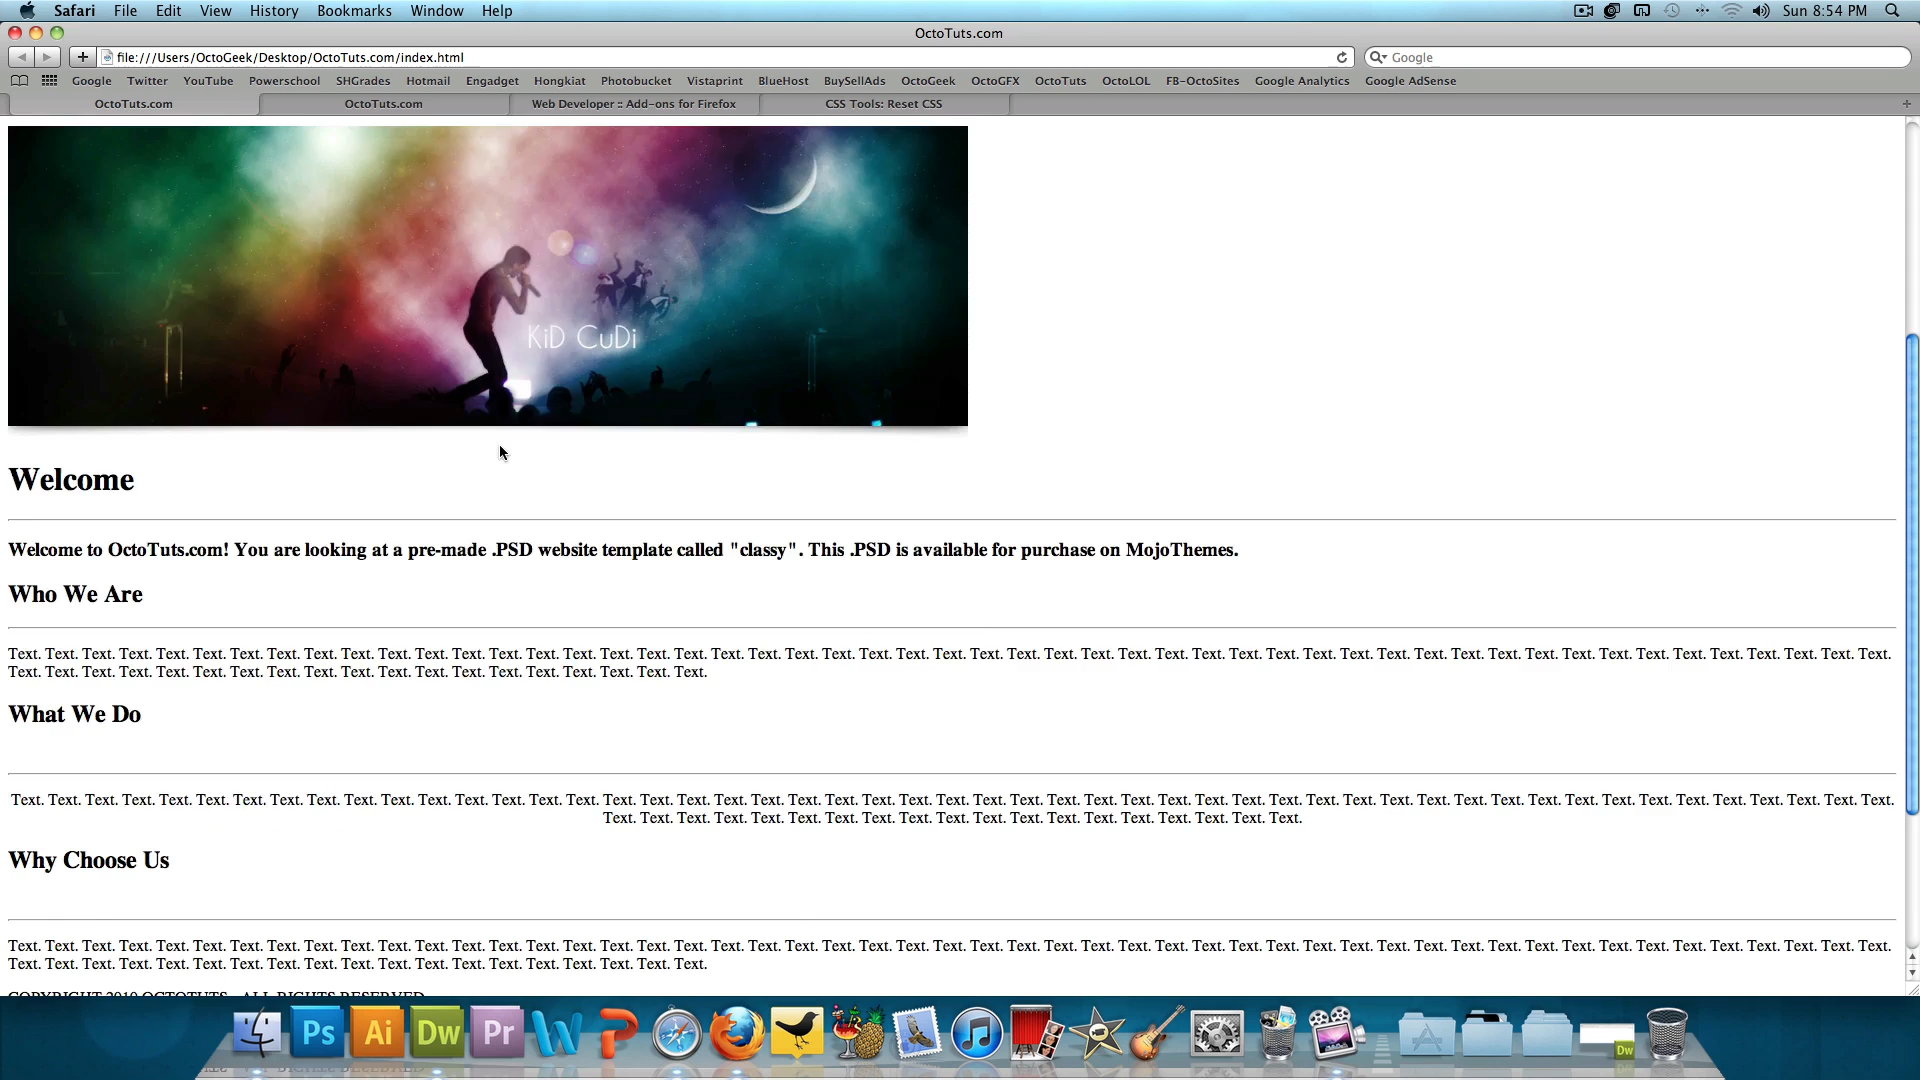 Safari File Edit View History Bookmarks Window Help Sun 8:54 PM
OctoTuts.com
file:///Users/OctoGeek/Desktop/OctoTuts.com/index.html Google
Google Twitter YouTube Powerschool SHGrades Hotmail Engadget Hongkiat Photobucket Vistaprint BlueHost BuySellAds OctoGeek OctoGFX OctoTuts OctoLOL FB-OctoSites Google Analytics Google AdSense
OctoTuts.com OctoTuts.com Web Developer :: Add-ons for Firefox CSS Tools: Reset CSS
KiD CuDi
Welcome
Welcome to OctoTuts.com! You are looking at a pre-made .PSD website template called "classy". This .PSD is available for purchase on MojoThemes.
Who We Are
Text. Text. Text. Text. Text. Text. Text. Text. Text. Text. Text. Text. Text. Text. Text. Text. Text. Text. Text. Text. Text. Text. Text. Text. Text. Text. Text. Text. Text. Text. Text. Text. Text. Text. Text. Text. Text. Text. Text. Text. Text. Text. Text. Text. Text. Text. Text. Text. Text. Text. Text.
Text. Text. Text. Text. Text. Text. Text. Text. Text. Text. Text. Text. Text. Text. Text. Text. Text. Text. Text.
What We Do
Text. Text. Text. Text. Text. Text. Text. Text. Text. Text. Text. Text. Text. Text. Text. Text. Text. Text. Text. Text. Text. Text. Text. Text. Text. Text. Text. Text. Text. Text. Text. Text. Text. Text. Text. Text. Text. Text. Text. Text. Text. Text. Text. Text. Text. Text. Text. Text. Text. Text. Text.
Text. Text. Text. Text. Text. Text. Text. Text. Text. Text. Text. Text. Text. Text. Text. Text. Text. Text. Text.
Why Choose Us
Text. Text. Text. Text. Text. Text. Text. Text. Text. Text. Text. Text. Text. Text. Text. Text. Text. Text. Text. Text. Text. Text. Text. Text. Text. Text. Text. Text. Text. Text. Text. Text. Text. Text. Text. Text. Text. Text. Text. Text. Text. Text. Text. Text. Text. Text. Text. Text. Text. Text. Text.
Text. Text. Text. Text. Text. Text. Text. Text. Text. Text. Text. Text. Text. Text. Text. Text. Text. Text. Text.
COPYRIGHT 2010 OCTOTUTS - ALL RIGHTS RESERVED
Ps Ai Dw Pr W P Dw